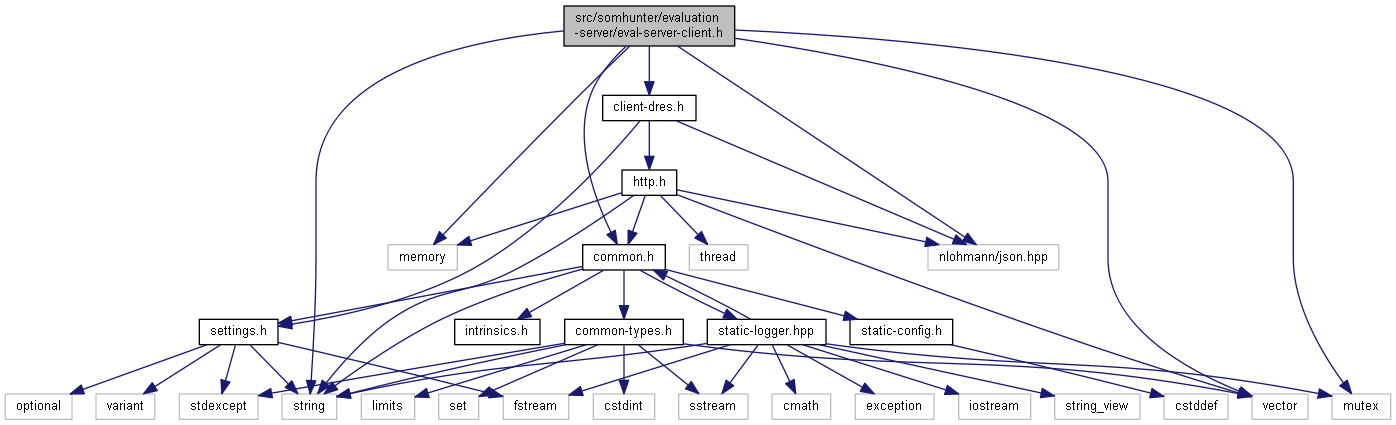 src/somhunter/evaluation
-server/eval-server-client.h
client-dres.h
http.h
memory
common.h
thread
nlohmann/json.hpp
settings.h
intrinsics.h
common-types.h
static-logger.hpp
static-config.h
optional
variant
stdexcept
string
limits
set
fstream
cstdint
sstream
cmath
exception
iostream
string_view
cstddef
vector
mutex